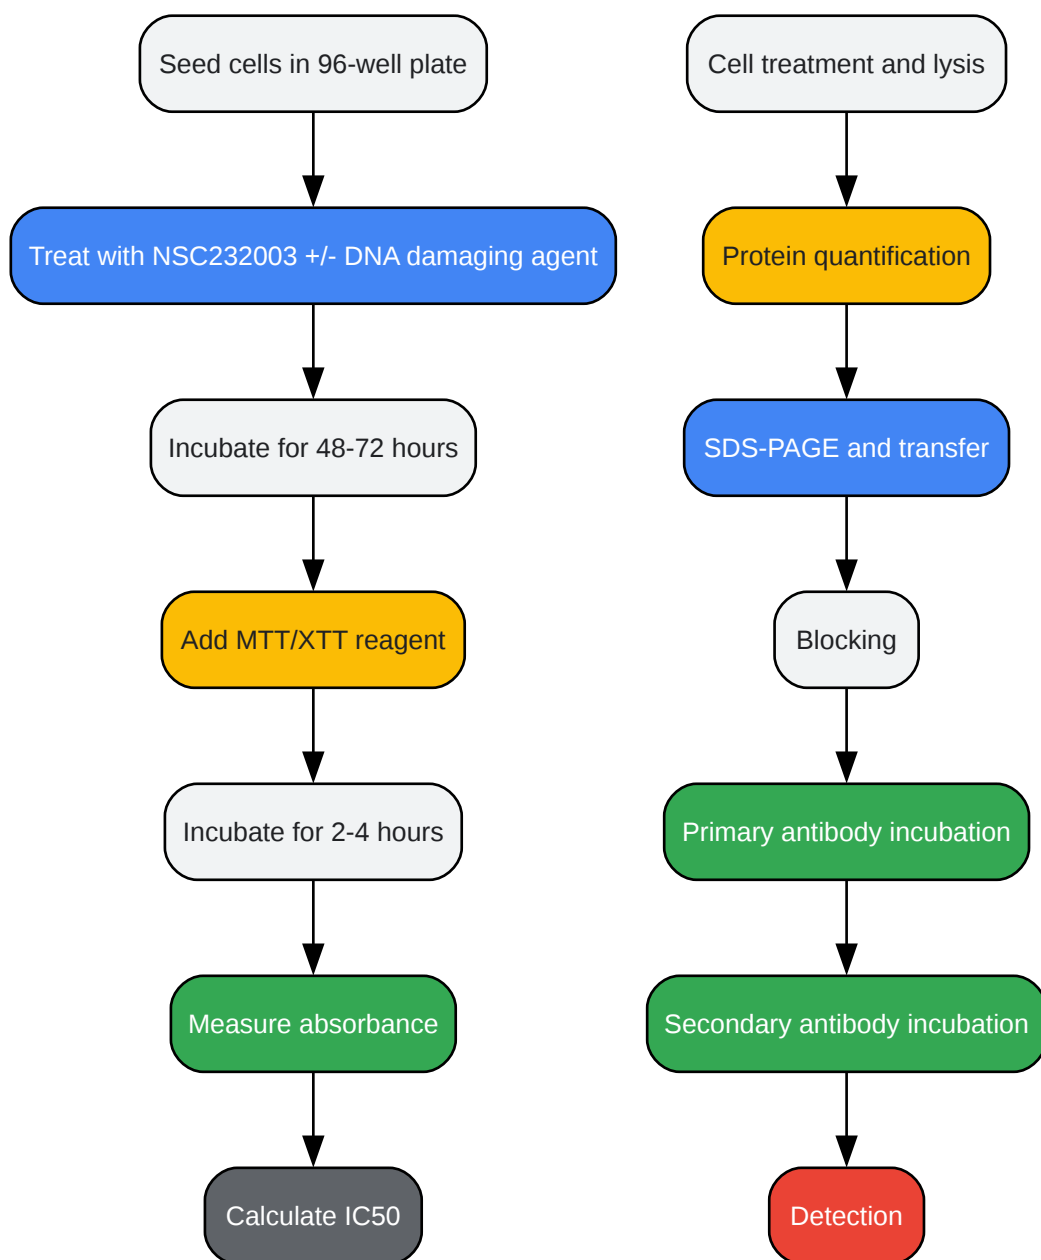 Seed cells in 96-well plate
Treat with NSC232003 +/- DNA damaging agent
Incubate for 48-72 hours
Add MTT/XTT reagent
Incubate for 2-4 hours
Measure absorbance
Calculate IC50
Cell treatment and lysis
Protein quantification
SDS-PAGE and transfer
Blocking
Primary antibody incubation
Secondary antibody incubation
Detection